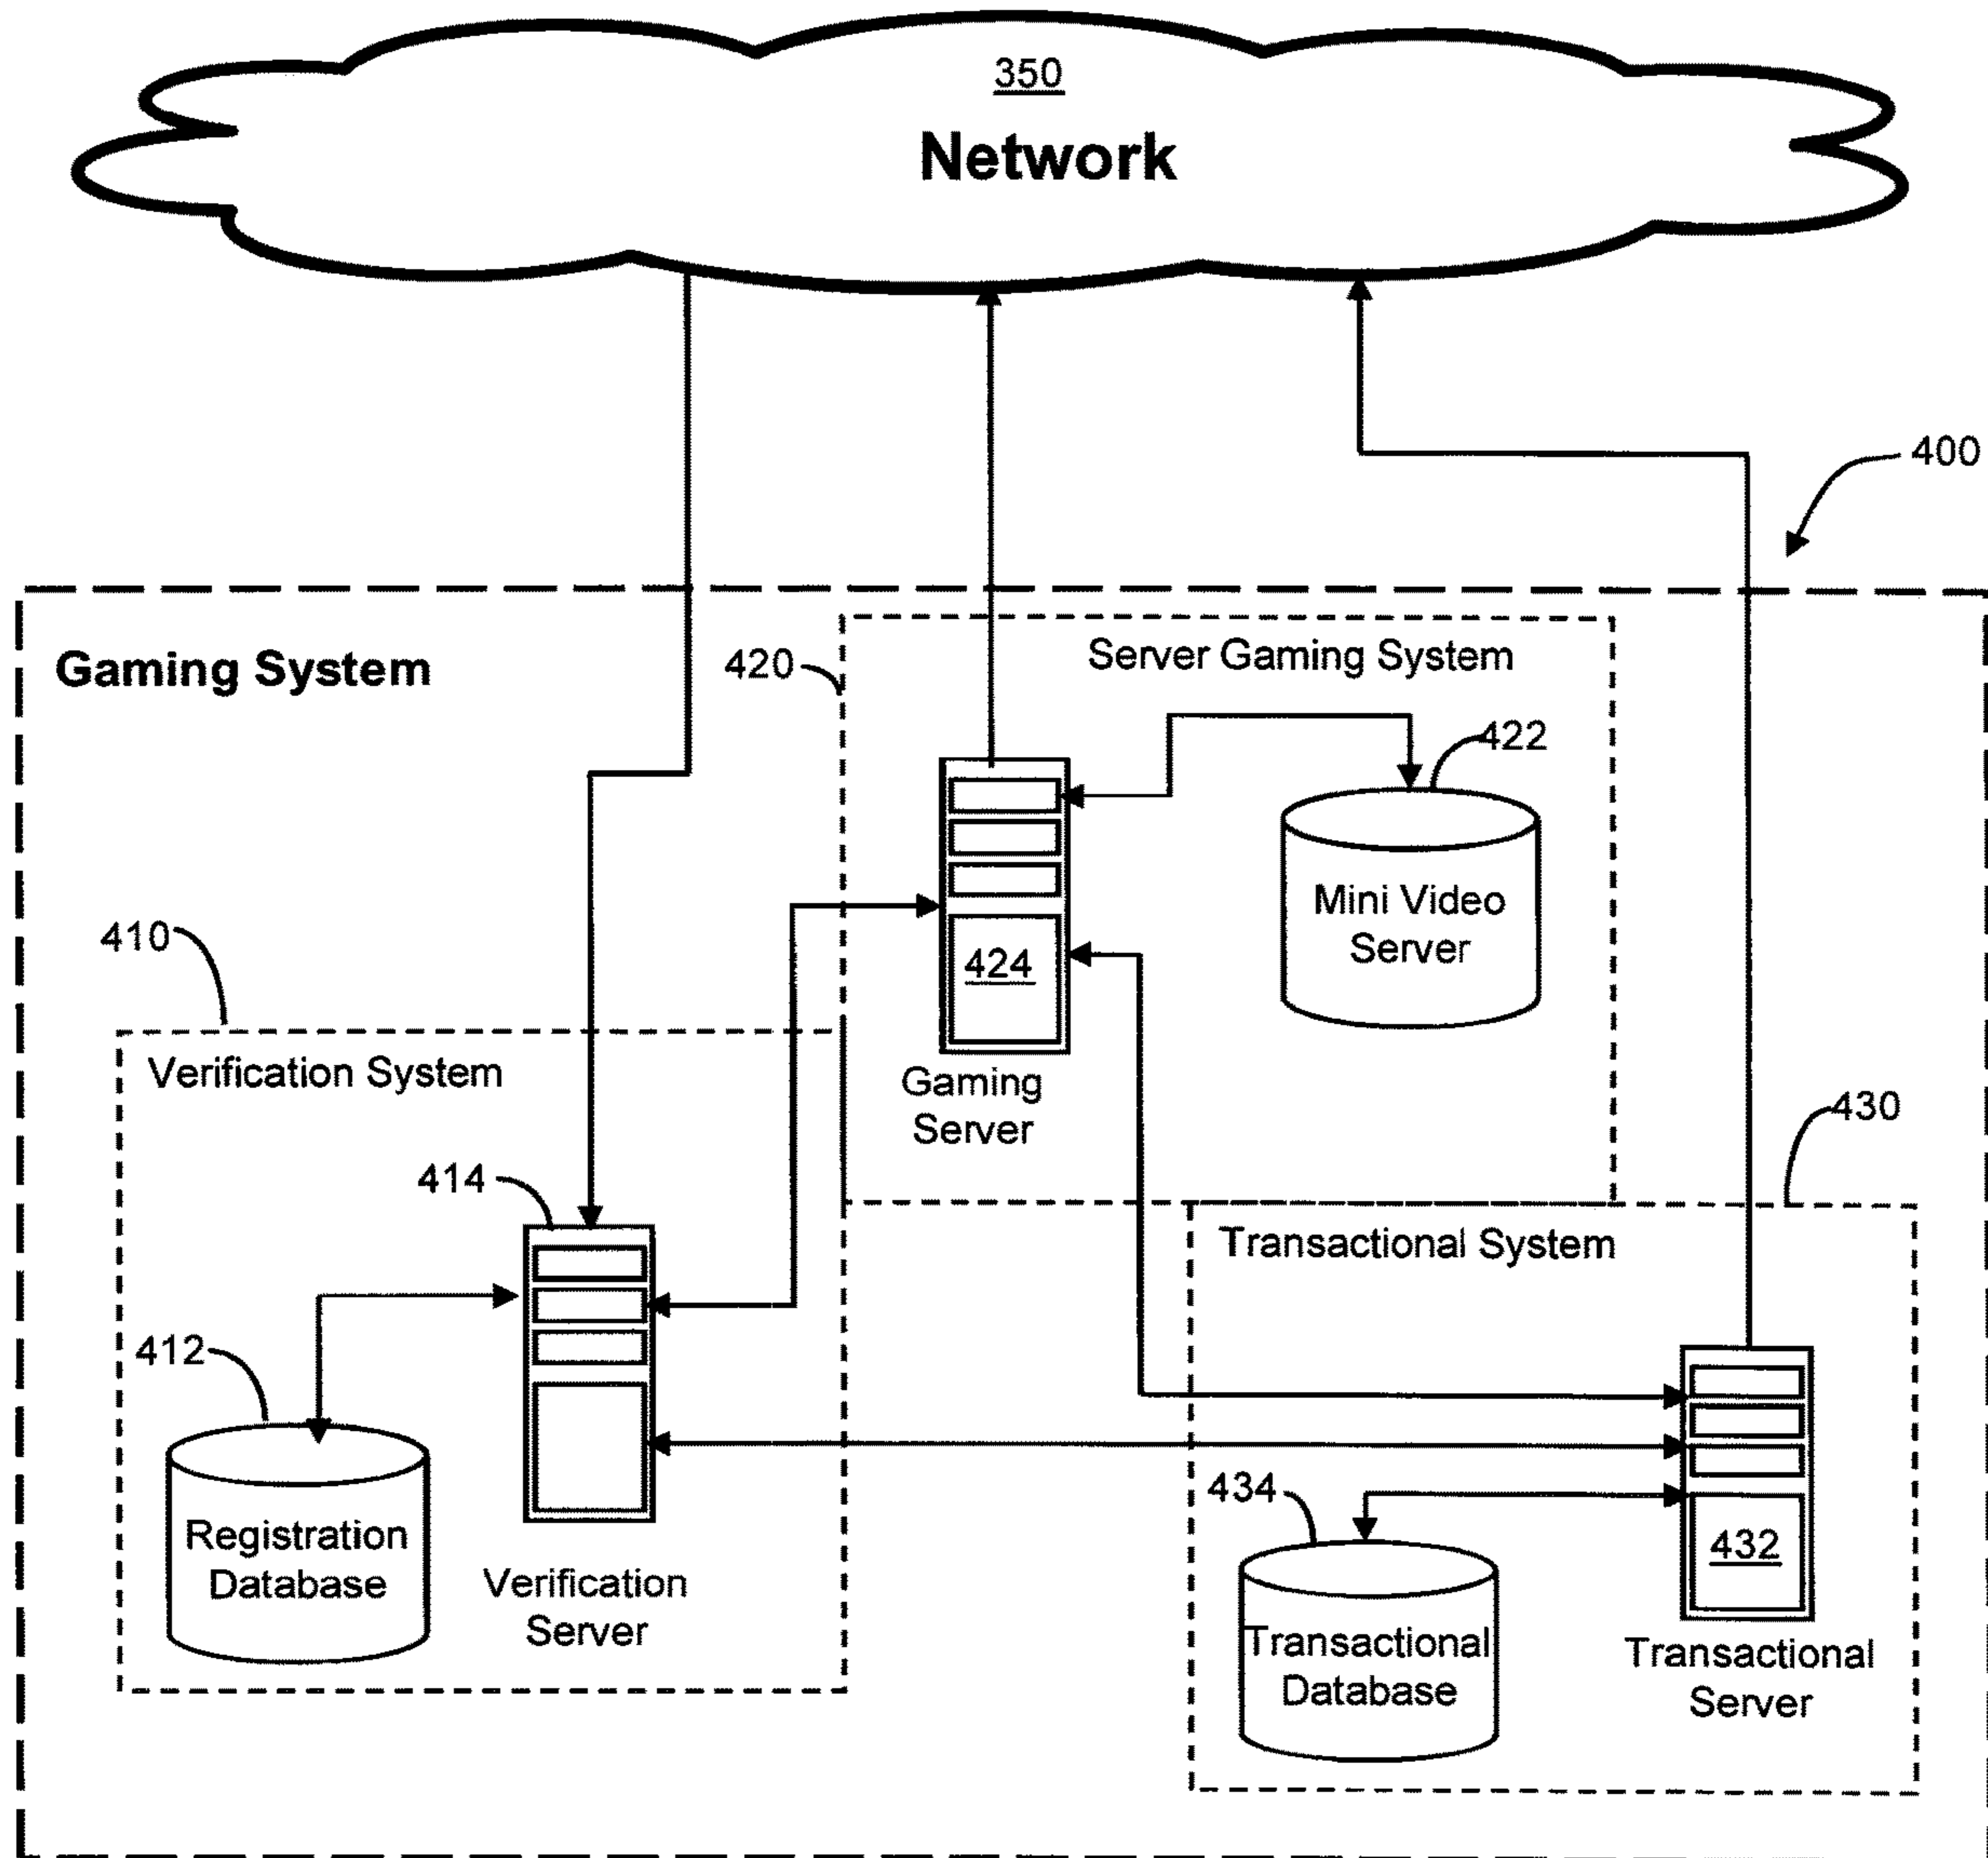 350
Network
400
Gaming System
420
Server Gaming System
422
Mini Video
Server
424
Gaming
Server
410
Verification System
414
412
Registration
Database
Verification
Server
430
Transactional System
434
432
Transactional
Database
Transactional
Server